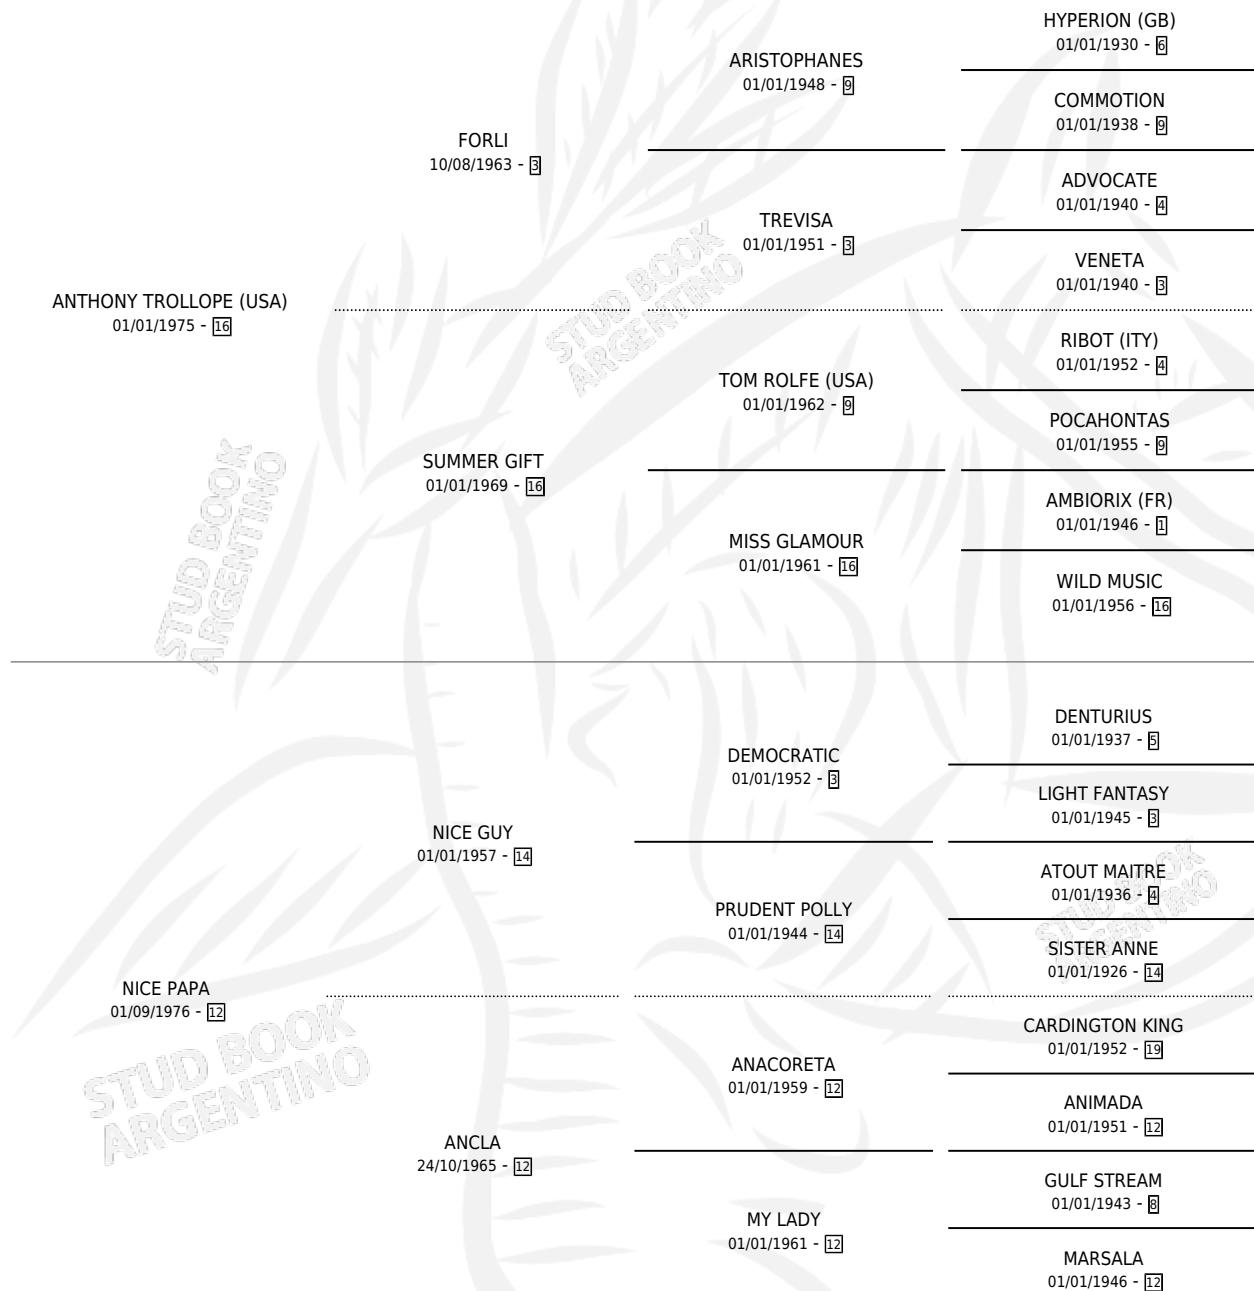 HYPERION (GB)
01/01/1930 - 6
ARISTOPHANES
01/01/1948 - 9
COMMOTION
01/01/1938 - 9
FORLI
10/08/1963 - 3
ADVOCATE
01/01/1940 - 4
TREVISA
01/01/1951 - 3
VENETA
01/01/1940 - 3
ANTHONY TROLLOPE (USA)
01/01/1975 - 16
STUD BOOK
ARGENTINO
RIBOT (ITY)
01/01/1952 - 4
TOM ROLFE (USA)
01/01/1962 - 9
POCAHONTAS
01/01/1955 - 9
SUMMER GIFT
01/01/1969 - 16
AMBIORIX (FR)
01/01/1946 - 1
MISS GLAMOUR
01/01/1961 - 16
WILD MUSIC
01/01/1956 - 16
STUD BOOK
ARGENTINO
DENTURIUS
01/01/1937 - 5
DEMOCRATIC
01/01/1952 - 3
LIGHT FANTASY
01/01/1945 - 3
NICE GUY
01/01/1957 - 14
ATOUT MAITRE
01/01/1936 - 4
PRUDENT POLLY
01/01/1944 - 14
STUD BOOK
ARGENTINO
SISTER ANNE
01/01/1926 - 14
NICE PAPA
01/09/1976 - 12
STUD BOOK
ARGENTINO
CARDINGTON KING
01/01/1952 - 19
ANACORETA
01/01/1959 - 12
ANIMADA
01/01/1951 - 12
ANCLA
24/10/1965 - 12
GULF STREAM
01/01/1943 - 8
MY LADY
01/01/1961 - 12
MARSALA
01/01/1946 - 12